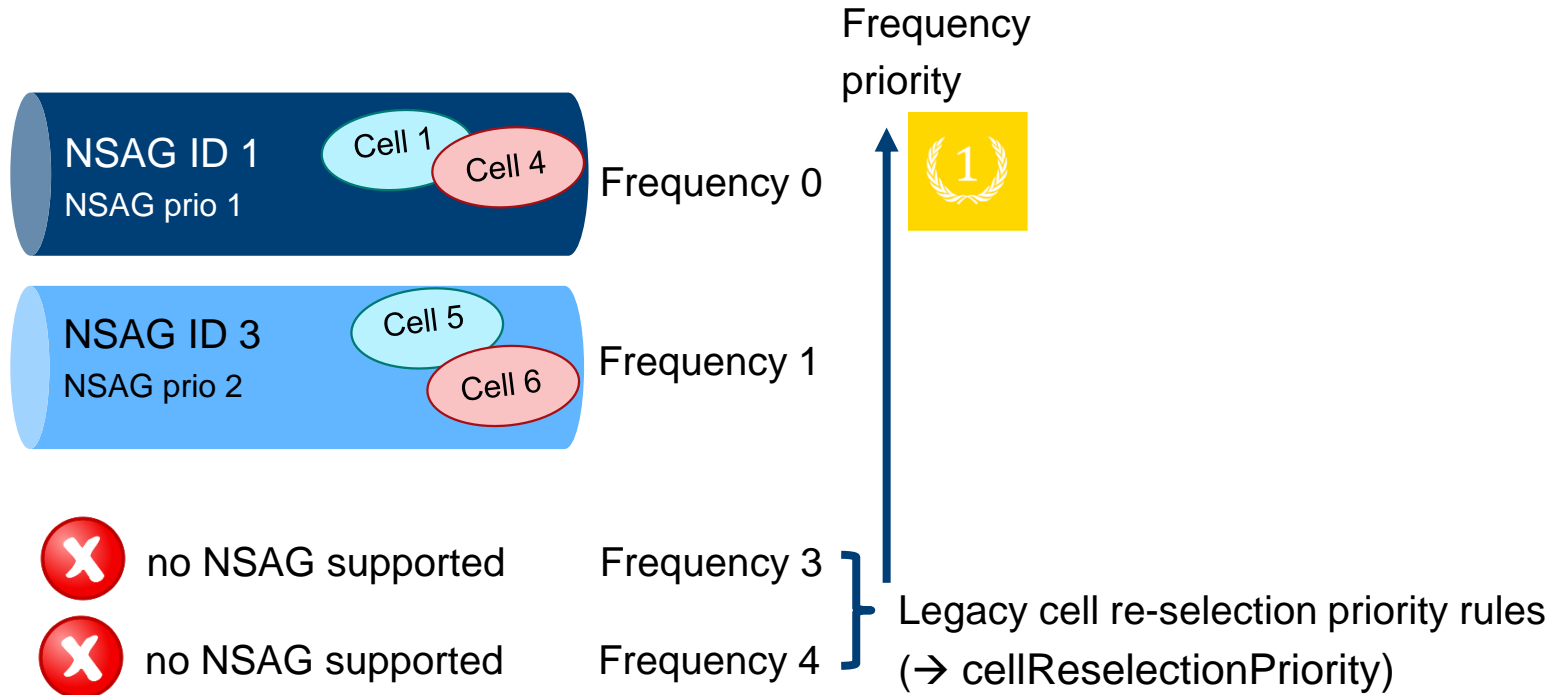 Frequency
priority
1
NSAG ID 1
NSAG prio 1
Cell 1
Cell 4
Frequency 0
NSAG ID 3
NSAG prio 2
Cell 5
Cell 6
Frequency 1
no NSAG supported
Frequency 3
no NSAG supported
Frequency 4
Legacy cell re-selection priority rules
(→ cellReselectionPriority)